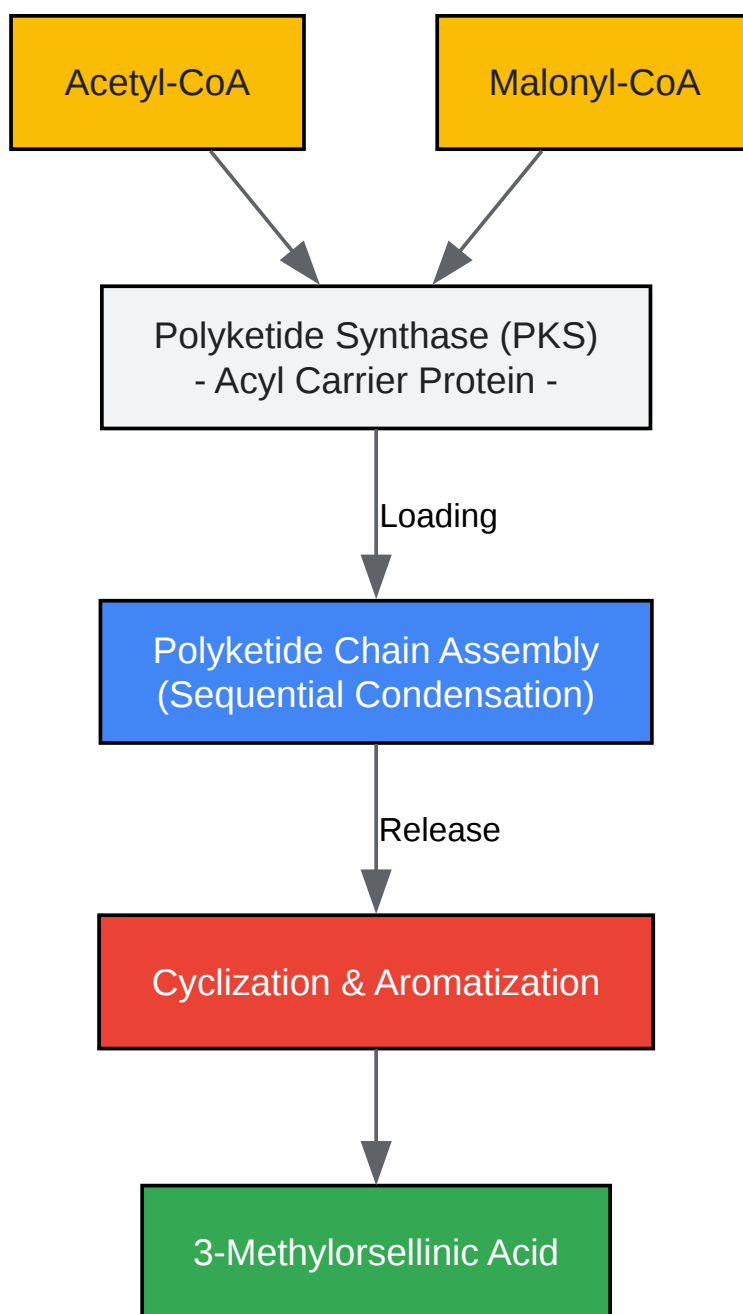 Acetyl-CoA
Malonyl-CoA
Polyketide Synthase (PKS)
- Acyl Carrier Protein -
Loading
Polyketide Chain Assembly
(Sequential Condensation)
Release
Cyclization & Aromatization
3-Methylorsellinic Acid